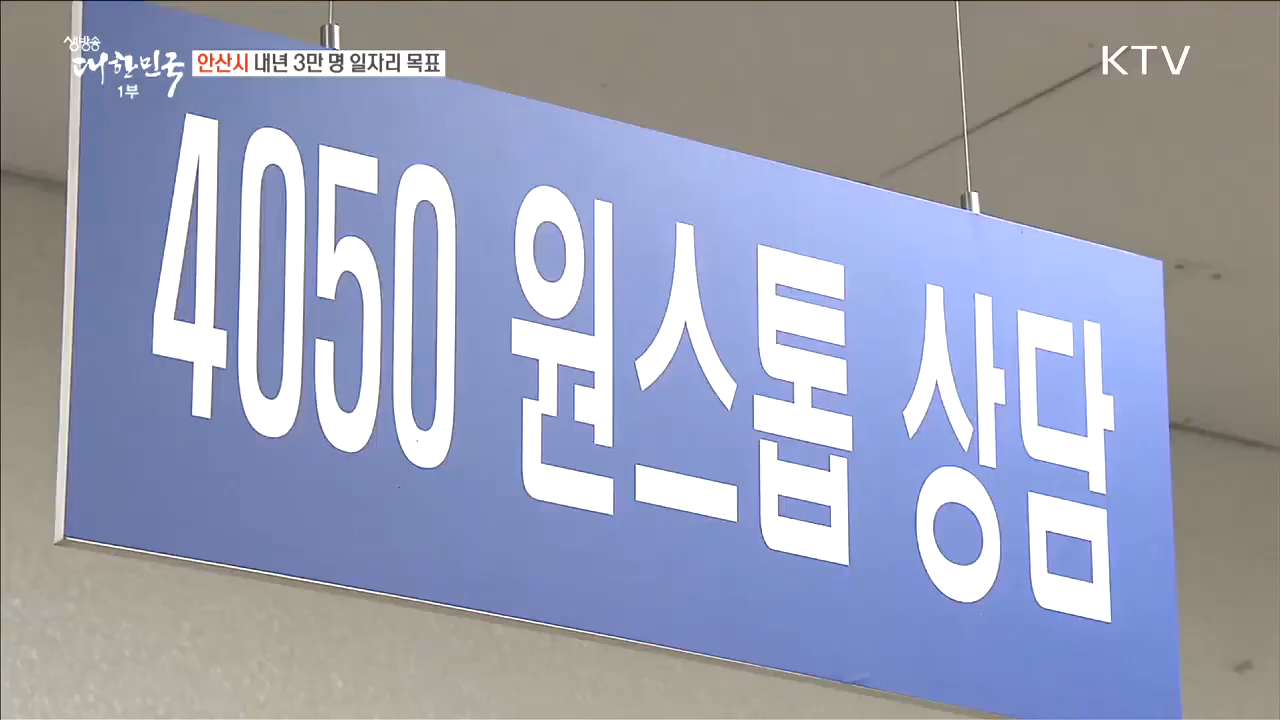 생방송
대한민국
1부
안산시 내년 3만 명 일자리 목표
KTV
4050 원스톱 상담